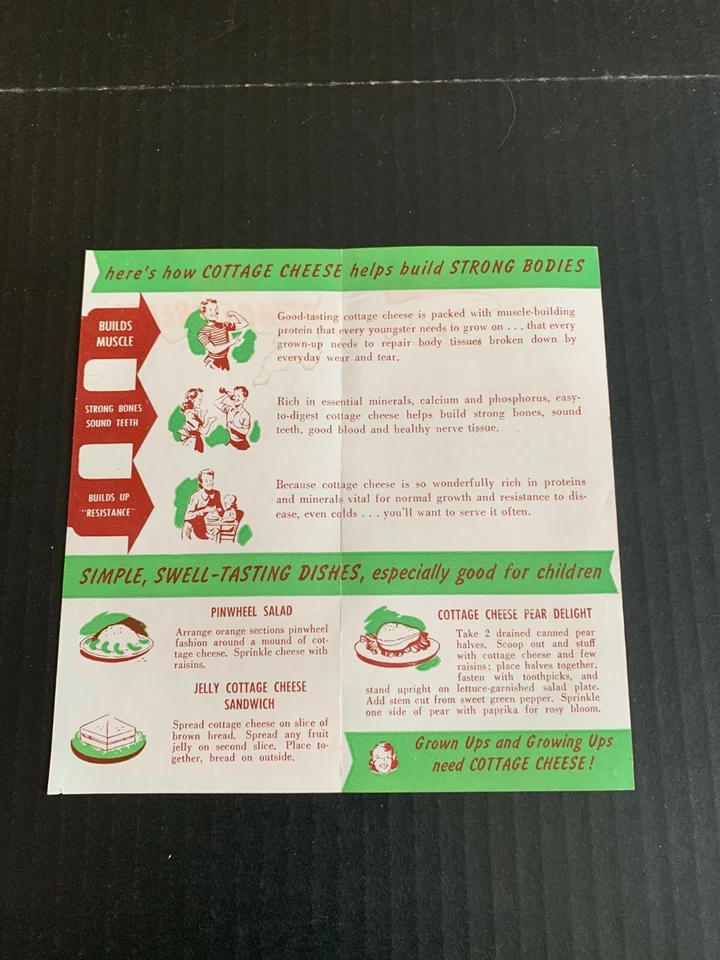 here's how COTTAGE CHEESE helps build STRONG BODIES
BUILDS
MUSCLE
Good-tasting cottage cheese is packed with muscle-building
protein that every youngster needs to grow on . . . that every
grown-up needs to repair body tissues broken down by
everyday wear and tear.
STRONG BONES
SOUND TEETH
Rich in essential minerals, calcium and phosphorus, easy-
to-digest cottage cheese helps build strong bones, sound
teeth, good blood and healthy nerve tissue.
BUILDS UP
"RESISTANCE"
Because cottage cheese is so wonderfully rich in proteins
and minerals vital for normal growth and resistance to dis-
ease, even colds . . . you'll want to serve it often.
SIMPLE, SWELL-TASTING DISHES, especially good for children
PINWHEEL SALAD
Arrange orange sections pinwheel
fashion around a mound of cot-
tage cheese. Sprinkle cheese with
raisins.
JELLY COTTAGE CHEESE
SANDWICH
Spread cottage cheese on slice of
brown bread. Spread any fruit
jelly on second slice. Place to-
gether, bread on outside.
COTTAGE CHEESE PEAR DELIGHT
Take 2 drained canned pear
halves. Scoop out and stuff
with cottage cheese and few
raisins; place halves together,
fasten with toothpicks, and
stand upright on lettuce-garnished salad plate.
Add stem cut from sweet green pepper. Sprinkle
one side of pear with paprika for rosy bloom.
Grown Ups and Growing Ups
need COTTAGE CHEESE!